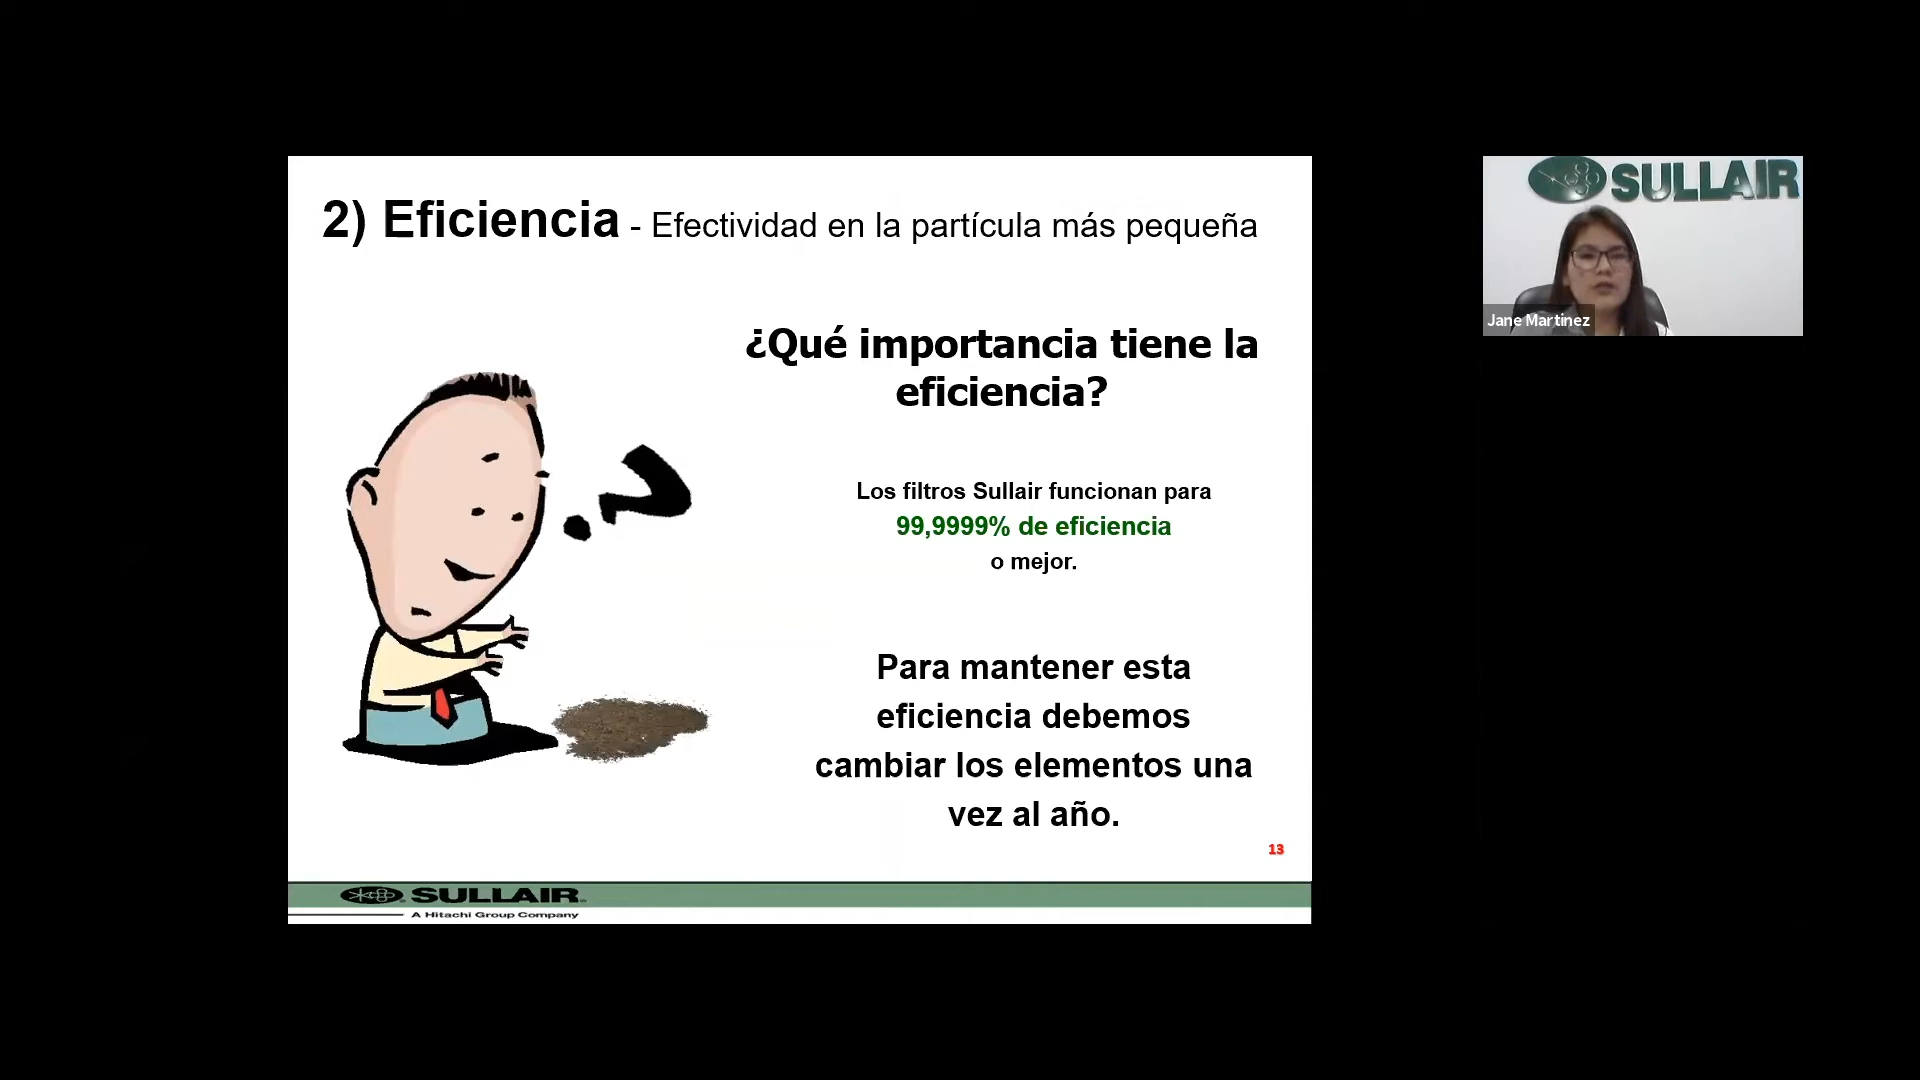 2) Eficiencia - Efectividad en la partícula más pequeña
¿Qué importancia tiene la
eficiencia?
Los filtros Sullair funcionan para
99,9999% de eficiencia
o mejor.
Para mantener esta
eficiencia debemos
cambiar los elementos una
vez al año.
13
SULLAIR
A Hitachi Group Company
SULLAIR
Jane Martinez